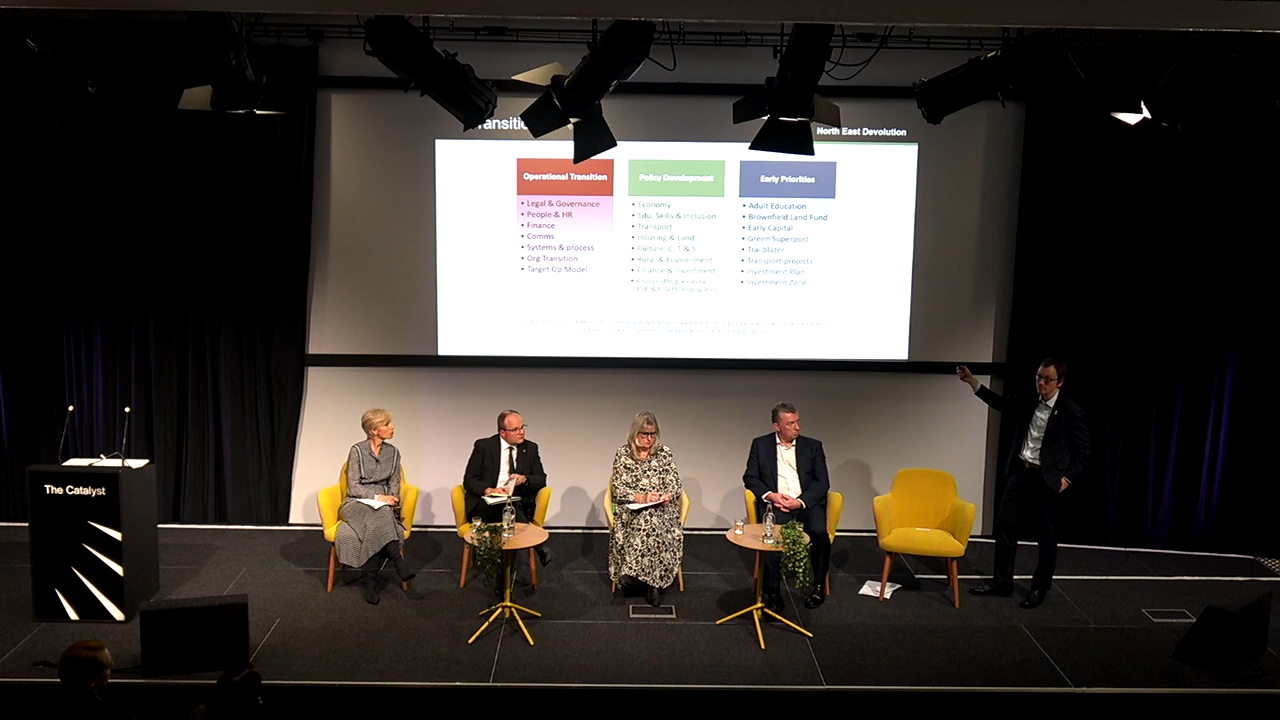 North East Devolution
Operational Transition
• Legal & Governance
• People & HR
• Finance
• Comms
• Systems & process
• Org Transition
• Target Op Model
Policy Development
• Economy
• Edu, Skills & Inclusion
• Transport
• Housing & Land
• Culture, C, T & S
• Rural & Environment
• Finance & Investment
Early Priorities
• Adult Education
• Brownfield Land Fund
• Early Capital
• Green Superport
• Trailblazer
• Transport projects
• Investment Plan
• Investment Zone
The Catalyst